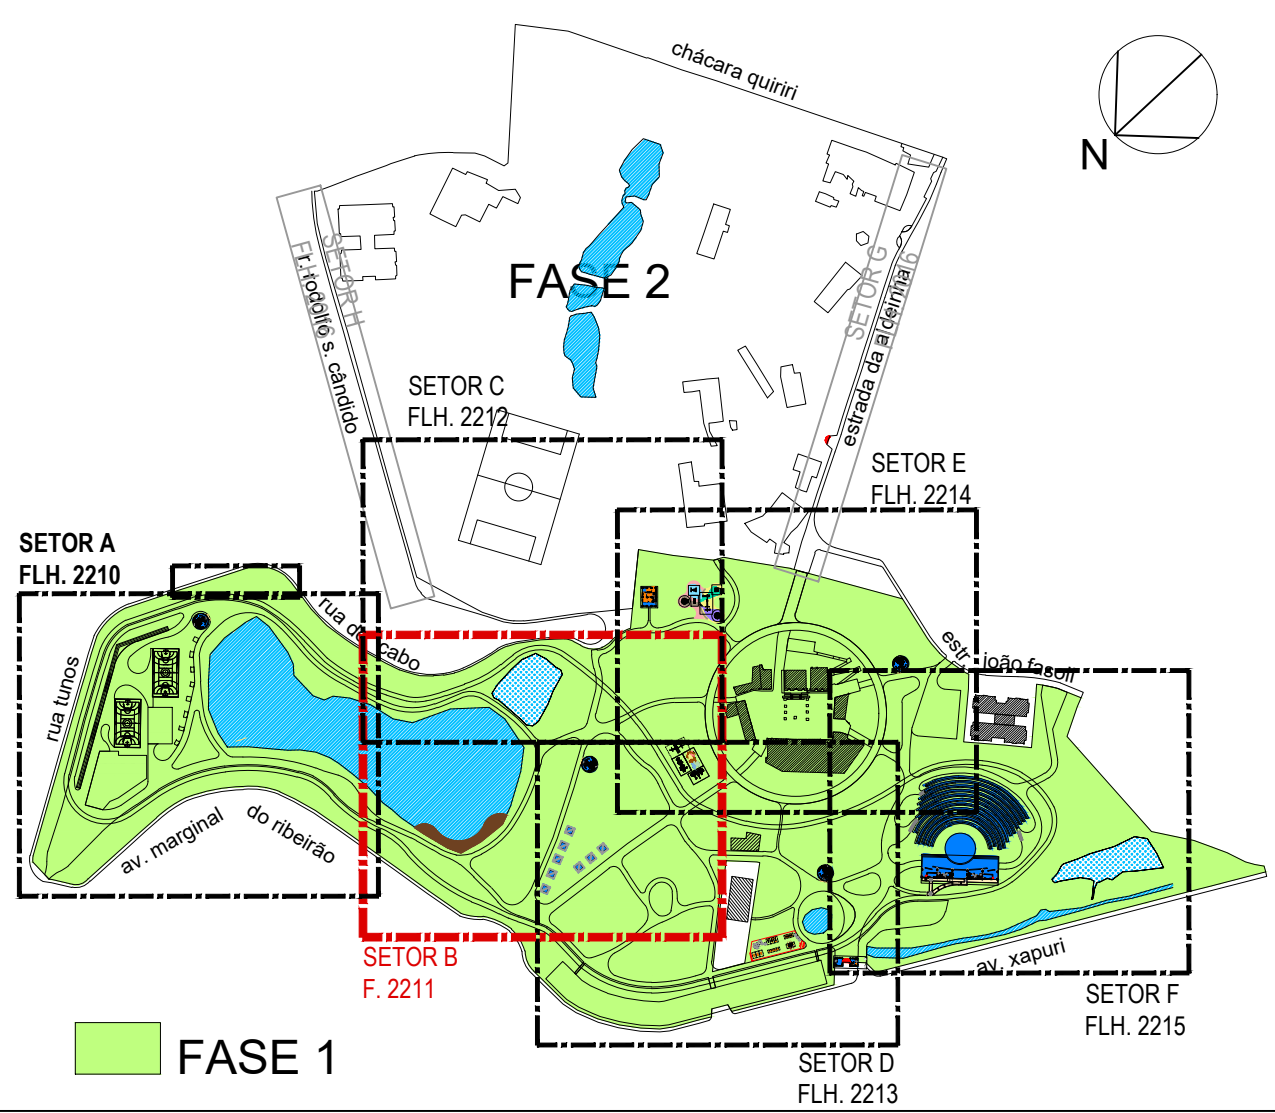 chácara quiriri
N
SETOR H
FLH. 2216
r. rodolfo s. cândido
FASE 2
SETOR G
estrada da aldeinha
SETOR C
FLH. 2212
SETOR E
FLH. 2214
SETOR A
FLH. 2210
rua do cabo
estr. joão fasoli
rua tunos
av. marginal do ribeirão
SETOR B
F. 2211
av. xapuri
SETOR F
FLH. 2215
FASE 1
SETOR D
FLH. 2213